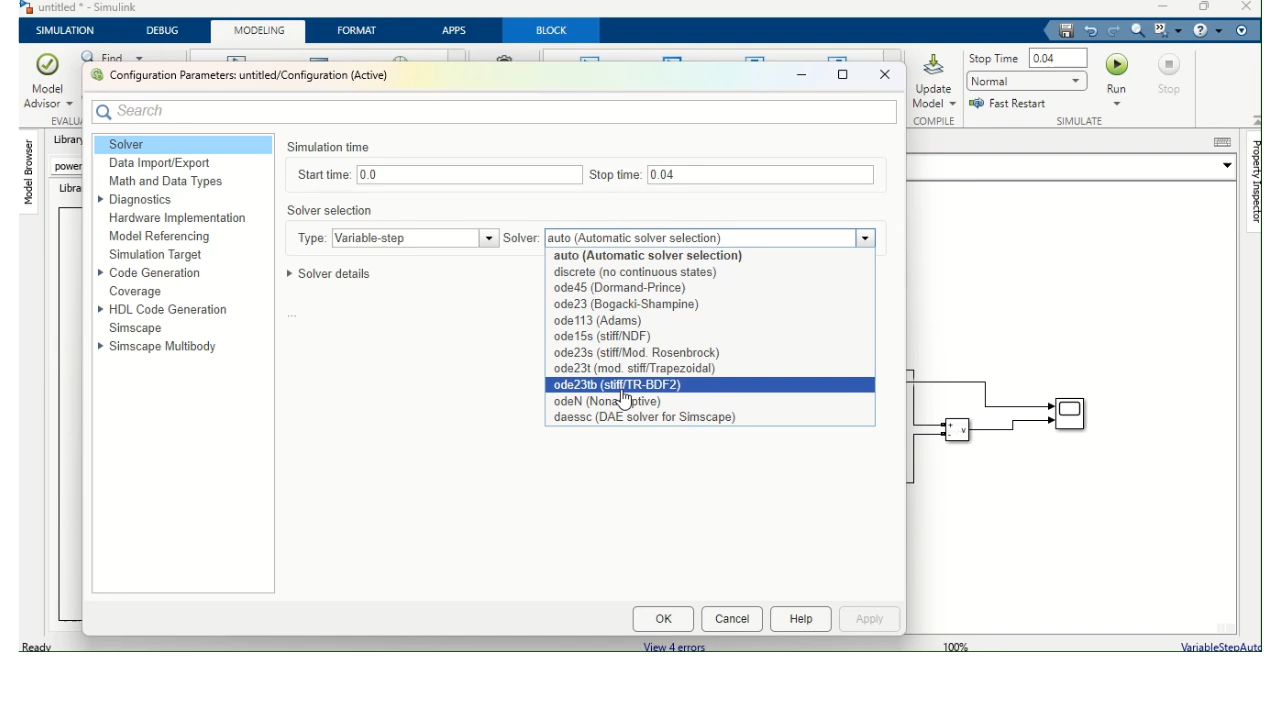 untitled * - Simulink
SIMULATION DEBUG MODELING FORMAT APPS BLOCK
Find
Model Advisor
EVALU
Configuration Parameters: untitled/Configuration (Active)
Update Model
COMPILE
Stop Time 0.04
Normal
Fast Restart
Run
Stop
SIMULATE
Search
Model Browser
Library
power
Libra
Property Inspector
Solver
Data Import/Export
Math and Data Types
Diagnostics
Hardware Implementation
Model Referencing
Simulation Target
Code Generation
Coverage
HDL Code Generation
Simscape
Simscape Multibody
Simulation time
Start time: 0.0 Stop time: 0.04
Solver selection
Type: Variable-step Solver: auto (Automatic solver selection)
Solver details
...
auto (Automatic solver selection)
discrete (no continuous states)
ode45 (Dormand-Prince)
ode23 (Bogacki-Shampine)
ode113 (Adams)
ode15s (stiff/NDF)
ode23s (stiff/Mod. Rosenbrock)
ode23t (mod. stiff/Trapezoidal)
ode23tb (stiff/TR-BDF2)
odeN
daessc (DAE solver for Simscape)
+ v
-
OK Cancel Help Apply
Ready View 4 errors 100% VariableStepAuto